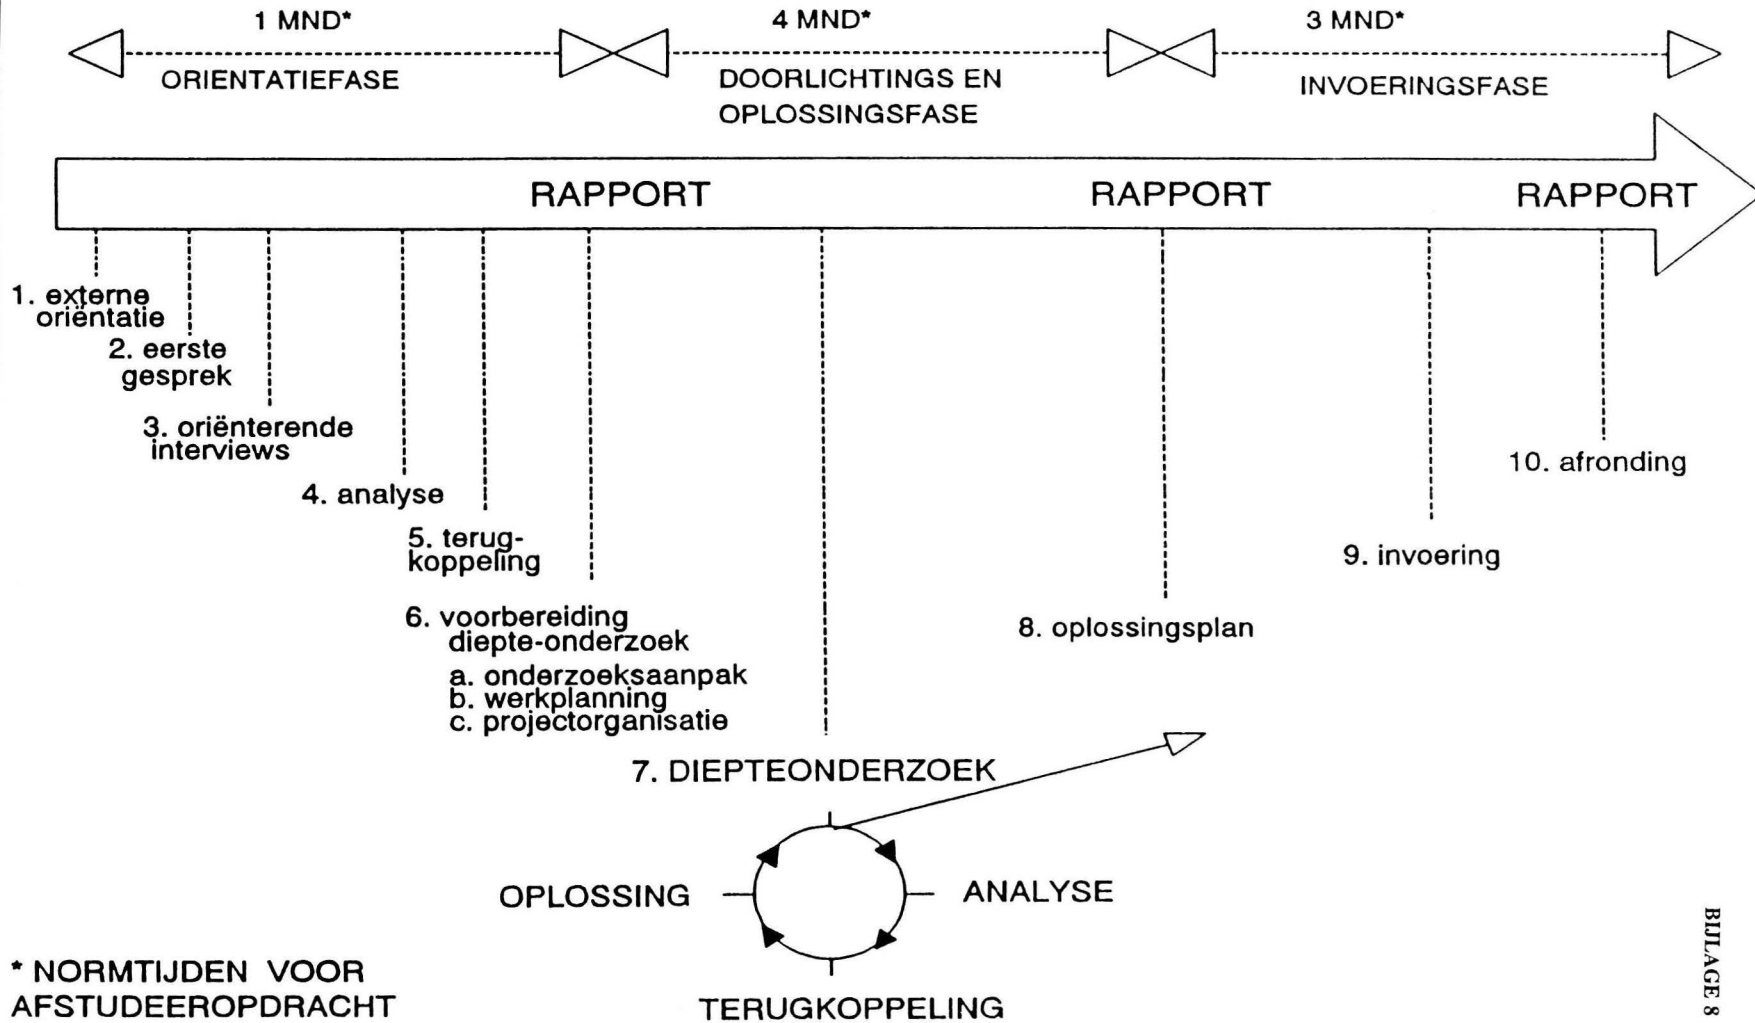 1 MND*
4 MND*
3 MND*
ORIENTATIEFASE
DOORLICHTINGS EN
OPLOSSINGSFASE
INVOERINGSFASE
RAPPORT
RAPPORT
RAPPORT
1. externe
oriëntatie
2. eerste
gesprek
3. oriënterende
interviews
4. analyse
5. terug-
koppeling
6. voorbereiding
diepte-onderzoek
a. onderzoeksaanpak
b. werkplanning
c. projectorganisatie
7. DIEPTEONDERZOEK
8. oplossingsplan
9. invoering
10. afronding
OPLOSSING
ANALYSE
TERUGKOPPELING
* NORMTIJDEN VOOR
AFSTUDEEROPDRACHT
BIJLAGE 8